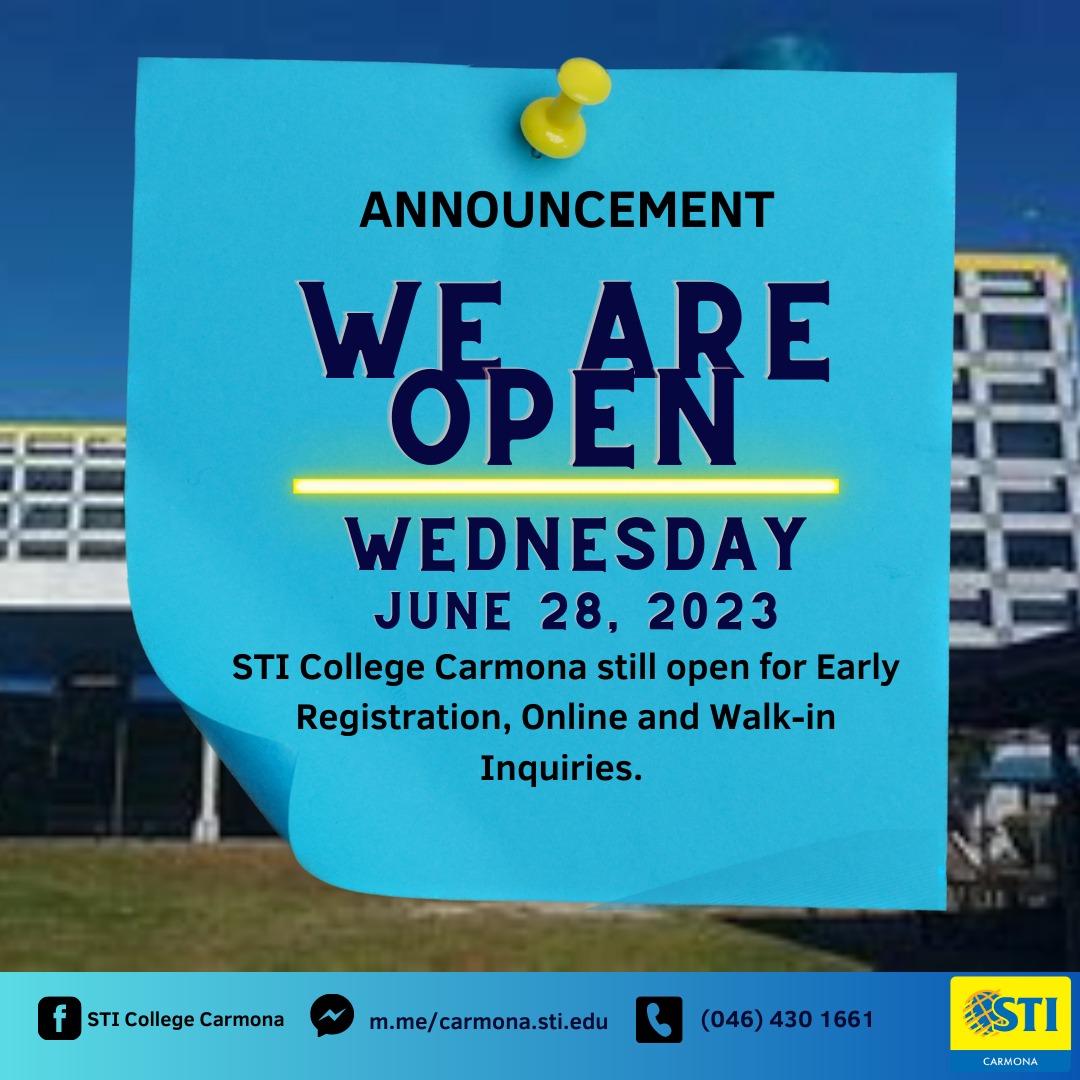 ANNOUNCEMENT
WE ARE
OPEN
WEDNESDAY
JUNE 28, 2023
STI College Carmona still open for Early
Registration, Online and Walk-in
Inquiries.
STI College Carmona
m.me/carmona.sti.edu
(046) 430 1661
STI
CARMONA